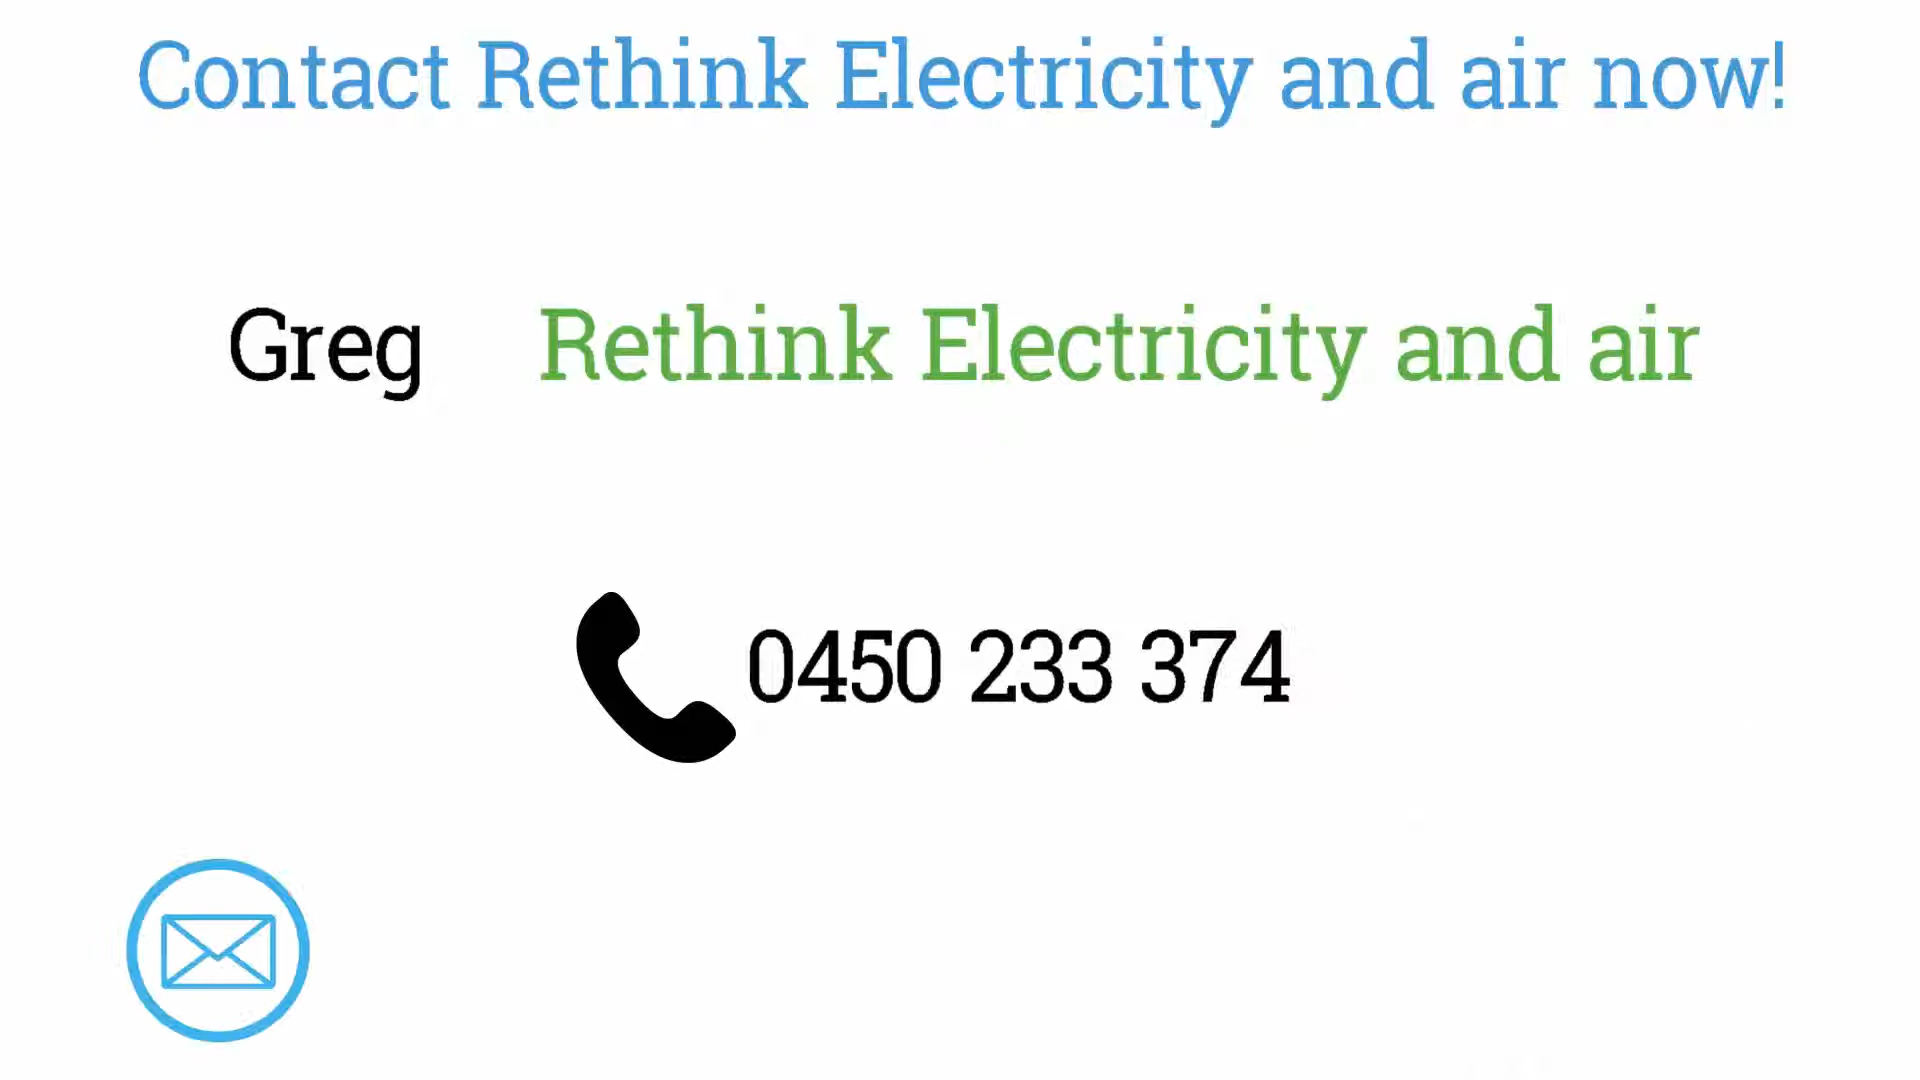 Contact Rethink Electricity and air now!
Greg Rethink Electricity and air
0450 233 374